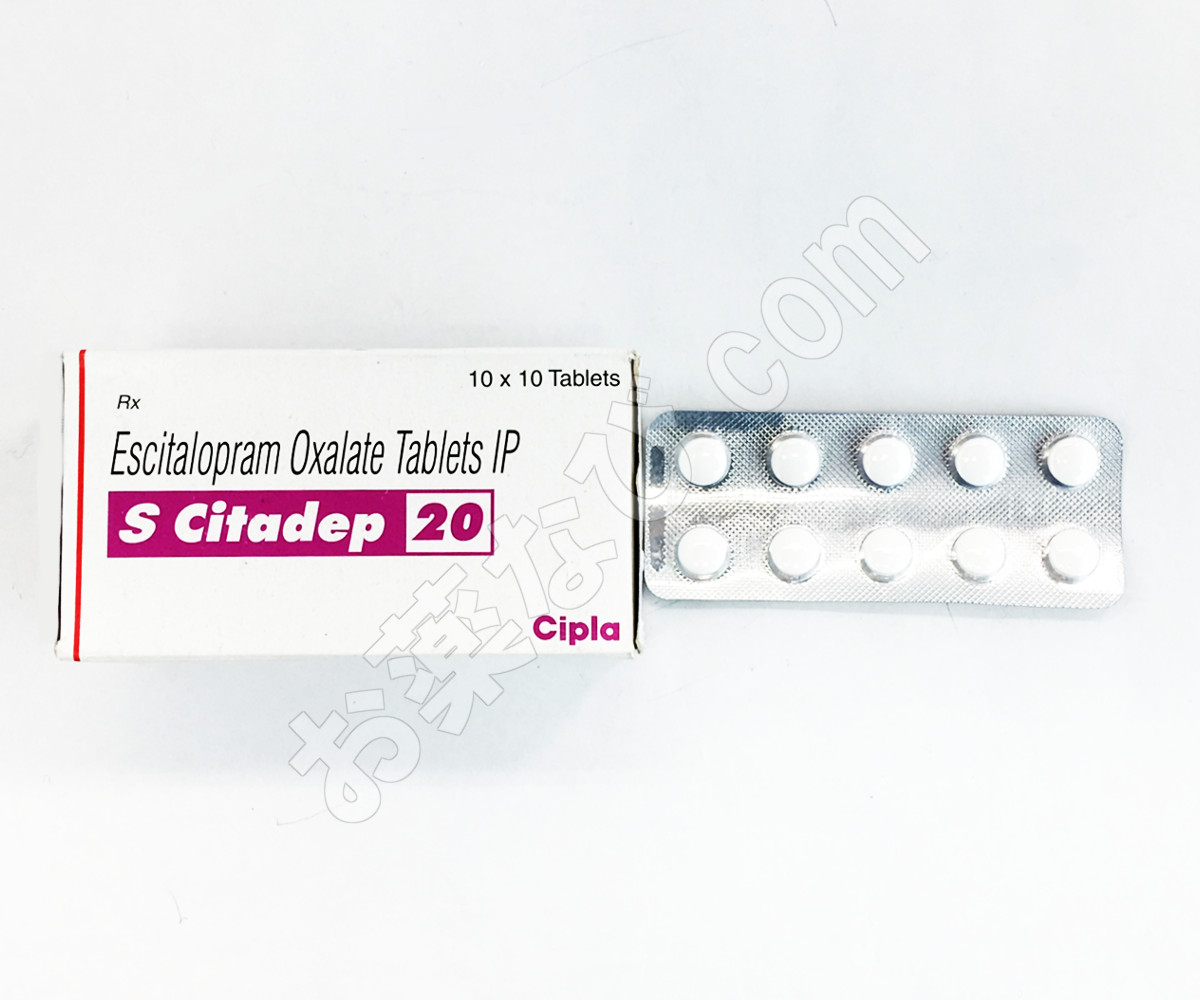 10 x 10 Tablets
Rx
Escitalopram Oxalate Tablets IP
S Citadep 20
Cipla
お薬なび.com